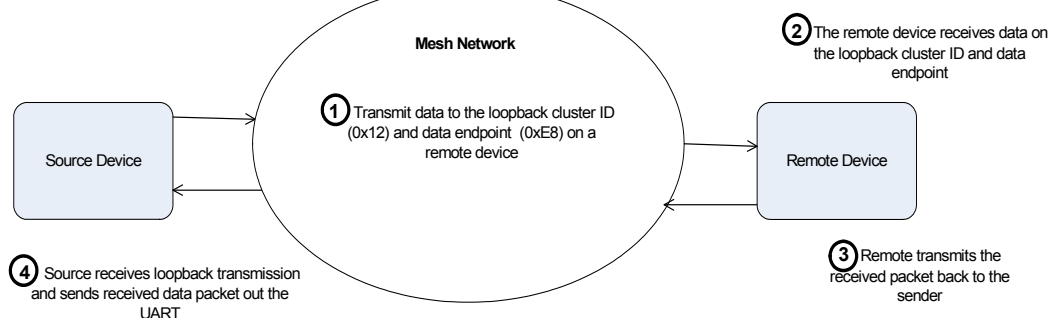 Mesh Network
1 Transmit data to the loopback cluster ID
(0x12) and data endpoint (0xE8) on a
remote device
2 The remote device receives data on
the loopback cluster ID and data
endpoint
Source Device
Remote Device
3 Remote transmits the
received packet back to the
sender
4 Source receives loopback transmission
and sends received data packet out the
UART